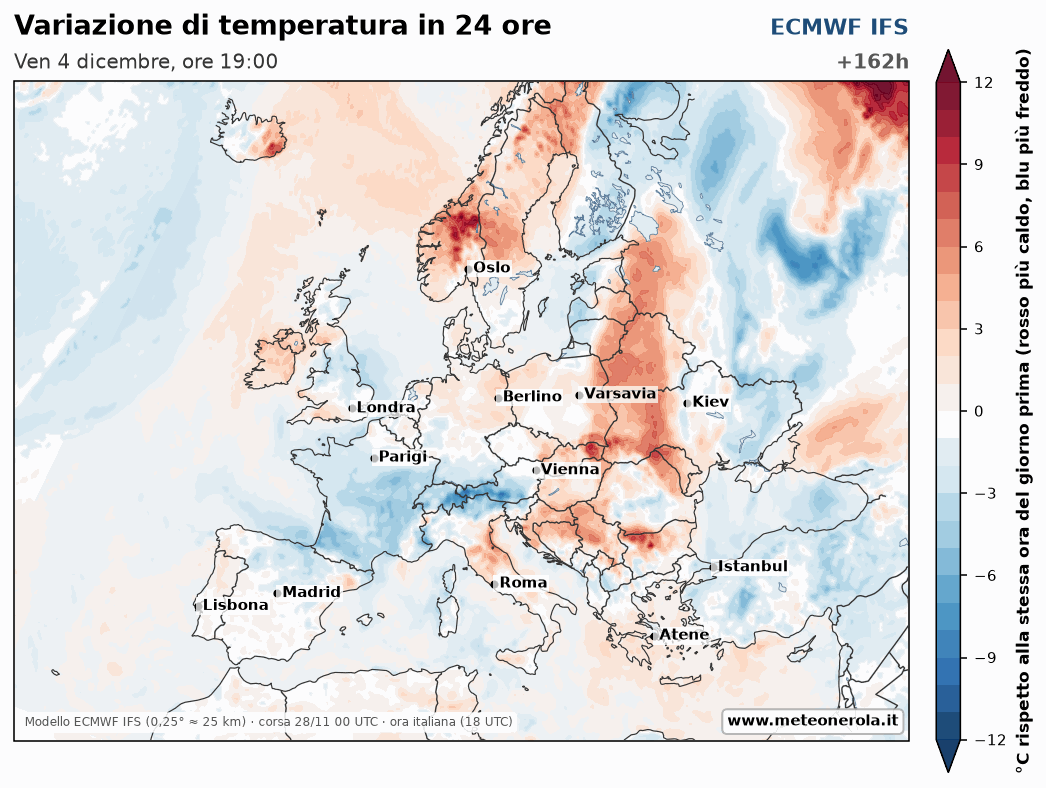 Variazione di temperatura in 24 ore
ECMWF IFS
Ven 4 dicembre, ore 19:00
+162h
Oslo
Londra
Berlino
Varsavia
Kiev
Parigi
Vienna
Istanbul
Roma
Madrid
Lisbona
Atene
Modello ECMWF IFS (0,25° ≈ 25 km) · corsa 28/11 00 UTC · ora italiana (18 UTC)
www.meteonerola.it
12
9
6
3
0
−3
−6
−9
−12
°C rispetto alla stessa ora del giorno prima (rosso più caldo, blu più freddo)